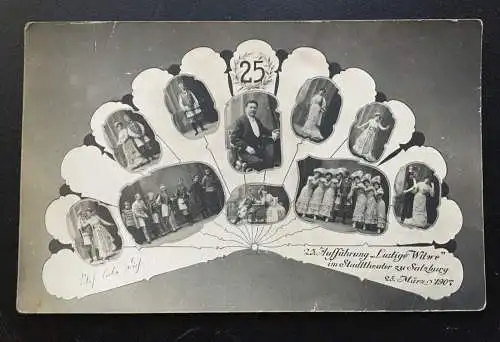 25
25. Aufführung „Lustige Witwe"
im Stadttheater zu Salzburg
25. März 1907